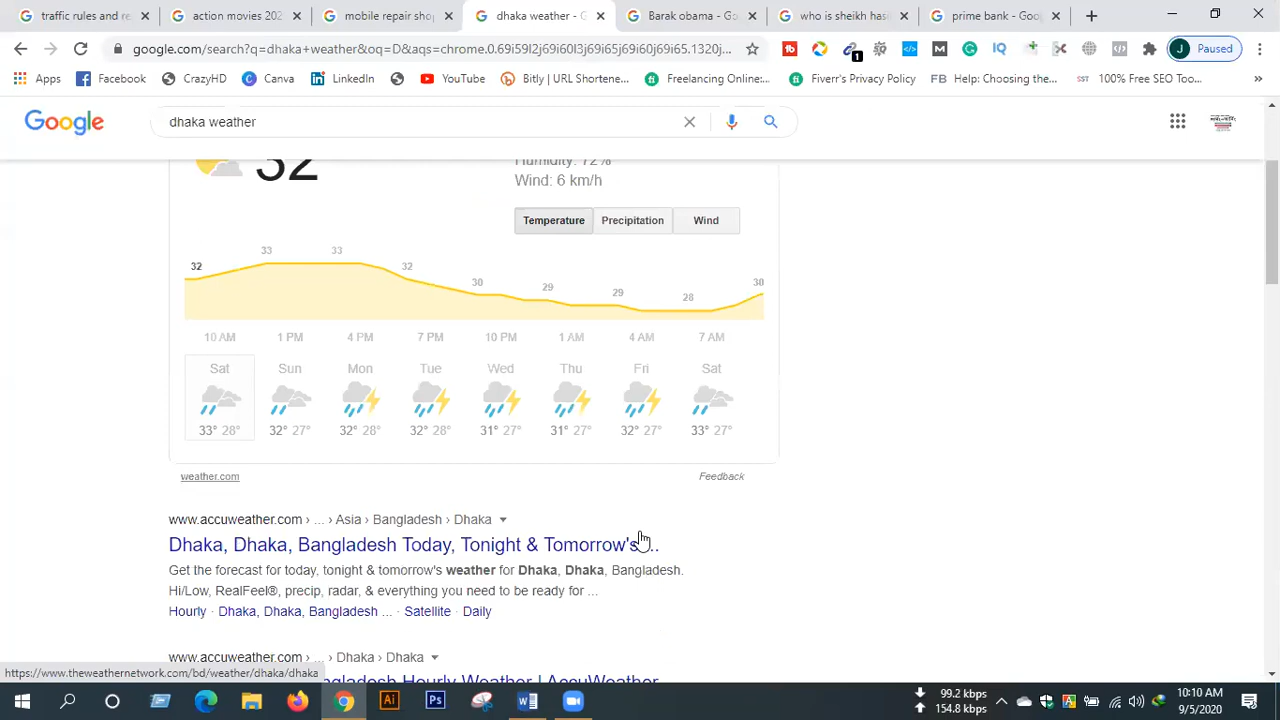 traffic rules and re
action movies 202
mobile repair shop
dhaka weather - G
Barak obama - Go
who is sheikh has
prime bank - Goo
google.com/search?q=dhaka+weather&oq=D&aqs=chrome.0.69i59l2j69i60l3j69i65j69i60j69i65.1320j...
1
IQ
J Paused
Apps
Facebook
CrazyHD
Canva
LinkedIn
YouTube
Bitly | URL Shortene...
Freelancing Online:...
Fiverr's Privacy Policy
FB Help: Choosing the...
SST 100% Free SEO Too...
»
Google
dhaka weather
32
Humidity: 72%
Wind: 6 km/h
Temperature Precipitation Wind
32 33 33 32 30 29 29 28 30
10 AM 1 PM 4 PM 7 PM 10 PM 1 AM 4 AM 7 AM
Sat Sun Mon Tue Wed Thu Fri Sat
33° 28° 32° 27° 32° 28° 32° 28° 31° 27° 31° 27° 32° 27° 33° 27°
weather.com
Feedback
www.accuweather.com › ... › Asia › Bangladesh › Dhaka
Dhaka, Dhaka, Bangladesh Today, Tonight & Tomorrow's ...
Get the forecast for today, tonight & tomorrow's weather for Dhaka, Dhaka, Bangladesh.
Hi/Low, RealFeel®, precip, radar, & everything you need to be ready for ...
Hourly · Dhaka, Dhaka, Bangladesh ... · Satellite · Daily
www.accuweather.com › ... › Dhaka › Dhaka
Bangladesh Hourly Weather | AccuWeather
https://www.theweathernetwork.com/bd/weather/dhaka/dhaka
Ai
Ps
99.2 kbps
154.8 kbps
10:10 AM
9/5/2020